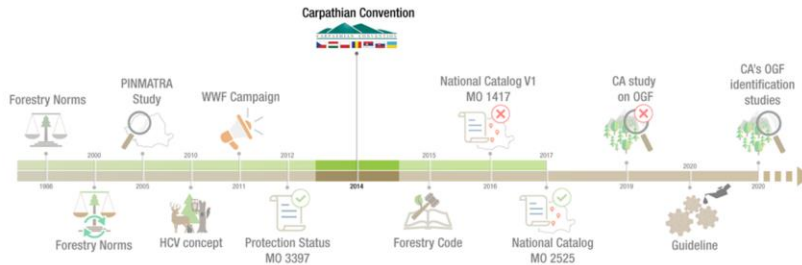 Carpathian Convention
CARPATHIAN CONVENTION
PINMATRA
Study
National Catalog V1
MO 1417
CA study
on OGF
CA's OGF
identification
studies
Forestry Norms
WWF Campaign
2000
2010
2012
2015
2017
2020
2005
2011
2014
2016
2019
2020
Forestry Norms
HCV concept
Protection Status
MO 3397
Forestry Code
National Catalog
MO 2525
Guideline